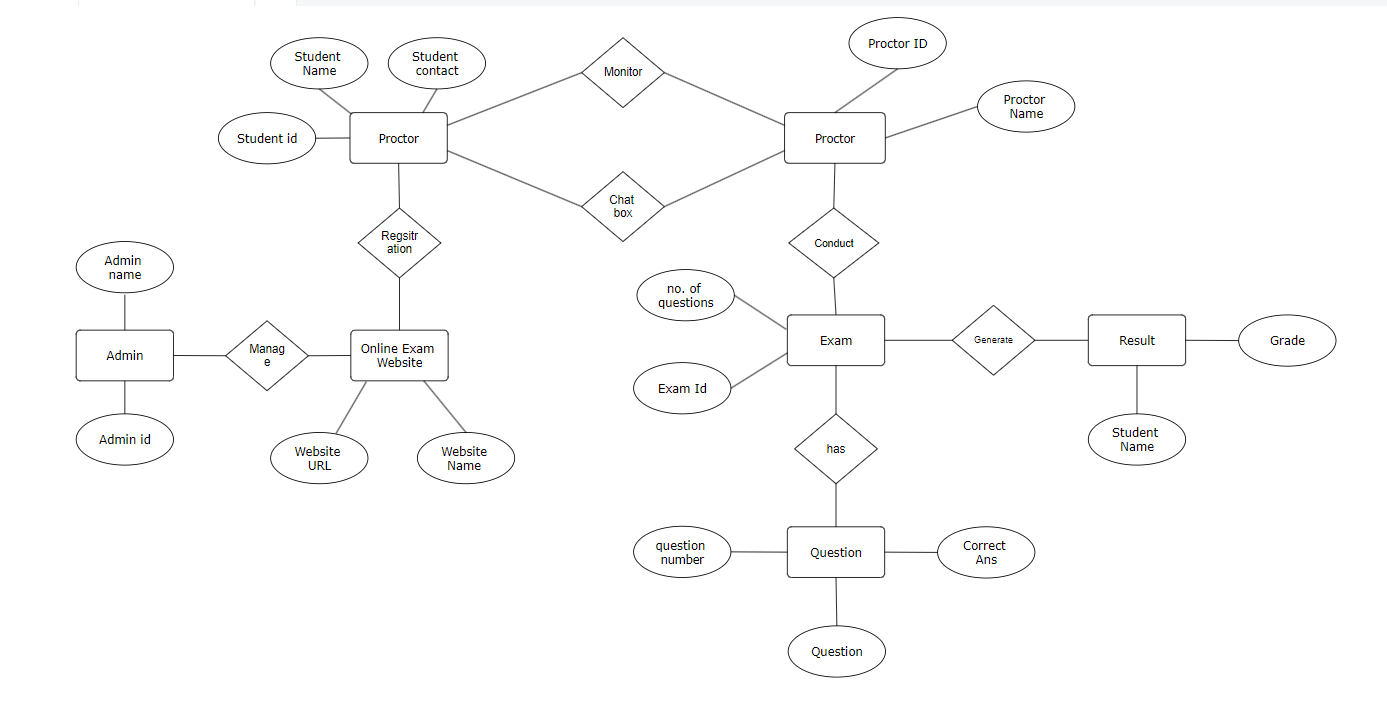 Student
Name
Student
contact
Monitor
Proctor ID
Proctor
Name
Student id
Proctor
Proctor
Chat
box
Regsitr
ation
Conduct
Admin
name
no. of
questions
Admin
Manag
e
Online Exam
Website
Exam
Generate
Result
Grade
Exam Id
Admin id
Website
URL
Website
Name
has
Student
Name
question
number
Question
Correct
Ans
Question